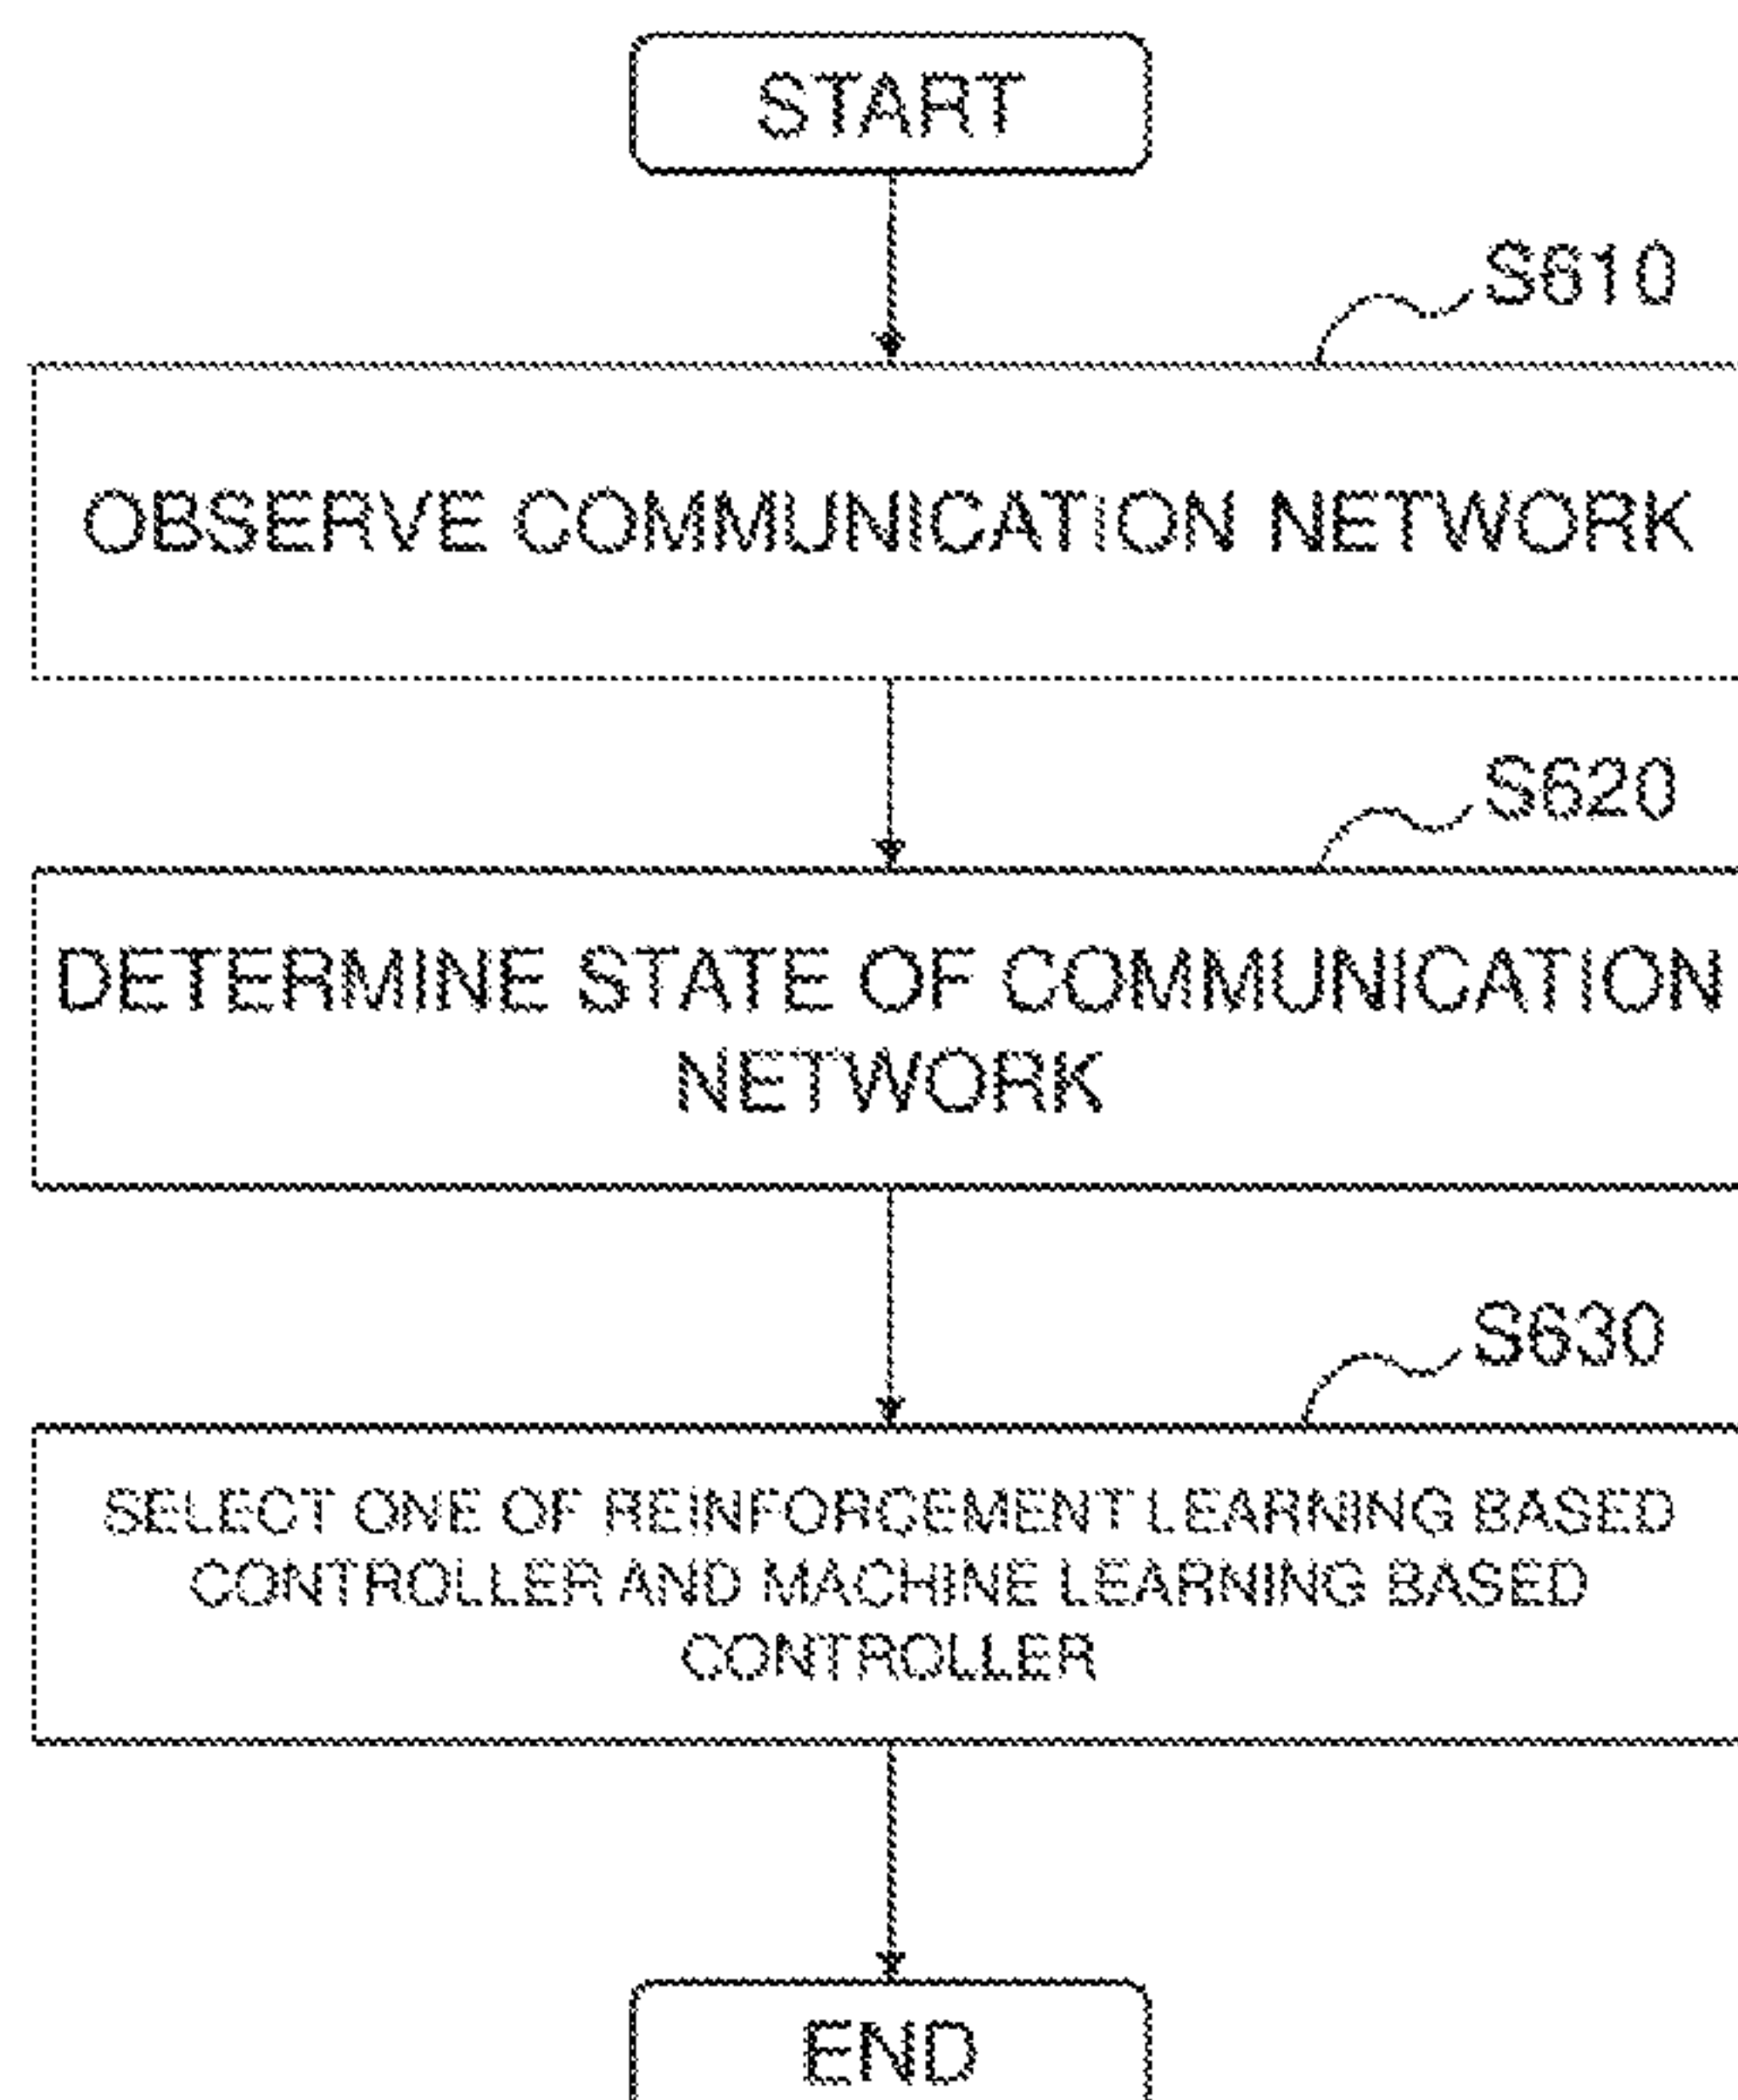 START
S610
OBSERVE COMMUNICATION NETWORK
S620
DETERMINE STATE OF COMMUNICATION
NETWORK
S630
SELECT ONE OF REINFORCEMENT LEARNING BASED
CONTROLLER AND MACHINE LEARNING BASED
CONTROLLER
END